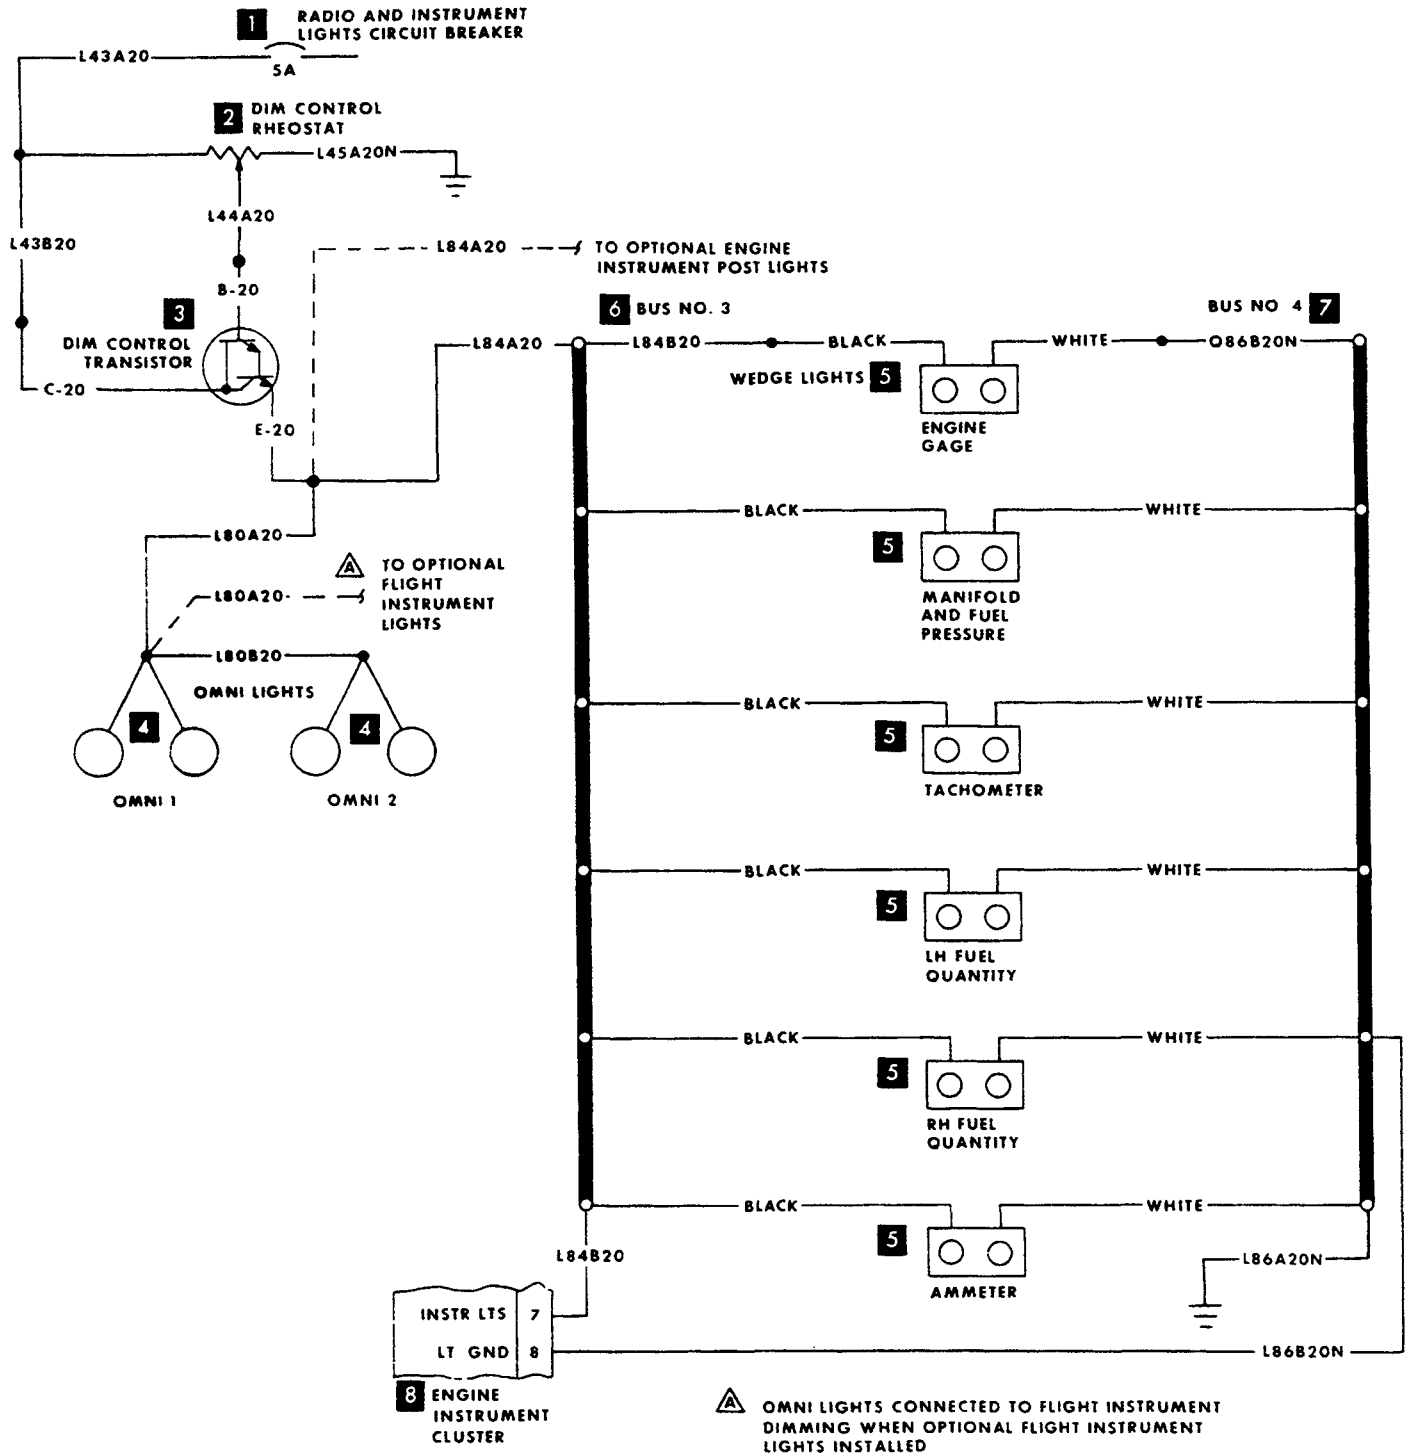 1 RADIO AND INSTRUMENT
LIGHTS CIRCUIT BREAKER
L43A20
5A
2 DIM CONTROL
RHEOSTAT
L45A20N
L44A20
L43B20
L84A20
TO OPTIONAL ENGINE
INSTRUMENT POST LIGHTS
B-20
3
DIM CONTROL
TRANSISTOR
C-20
E-20
L84A20
6 BUS NO. 3
BUS NO 4 7
L84B20
BLACK
WHITE
O86B20N
WEDGE LIGHTS 5
ENGINE
GAGE
L80A20
A TO OPTIONAL
FLIGHT
INSTRUMENT
LIGHTS
L80A20
L80B20
OMNI LIGHTS
4
4
OMNI 1
OMNI 2
BLACK
WHITE
5
MANIFOLD
AND FUEL
PRESSURE
BLACK
WHITE
5
TACHOMETER
BLACK
WHITE
5
LH FUEL
QUANTITY
BLACK
WHITE
5
RH FUEL
QUANTITY
BLACK
WHITE
5
AMMETER
L84B20
L86A20N
INSTR LTS 7
LT GND 8
L86B20N
8 ENGINE
INSTRUMENT
CLUSTER
A OMNI LIGHTS CONNECTED TO FLIGHT INSTRUMENT
DIMMING WHEN OPTIONAL FLIGHT INSTRUMENT
LIGHTS INSTALLED